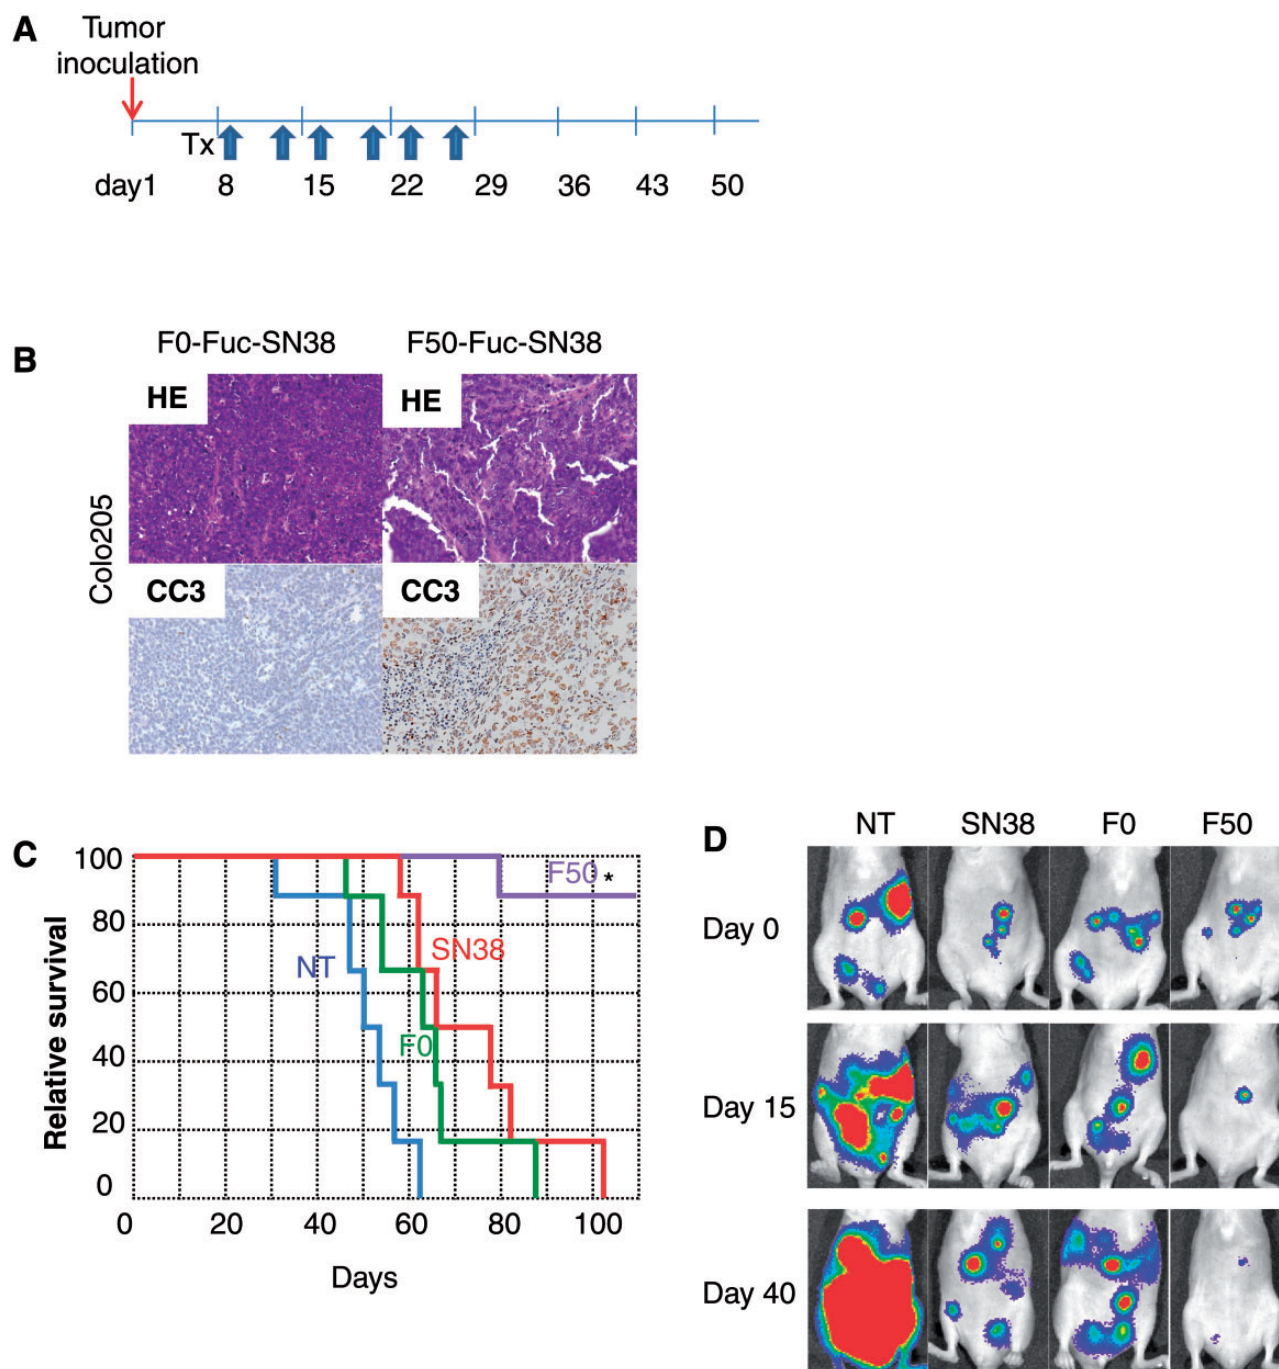 A
Tumor
inoculation
Tx
day1 8 15 22 29 36 43 50
B
F0-Fuc-SN38 F50-Fuc-SN38
HE HE
Colo205
CC3 CC3
C
100
80
60
40
20
0
Relative survival
F50 *
SN38
NT
F0
0 20 40 60 80 100
Days
D
NT SN38 F0 F50
Day 0
Day 15
Day 40